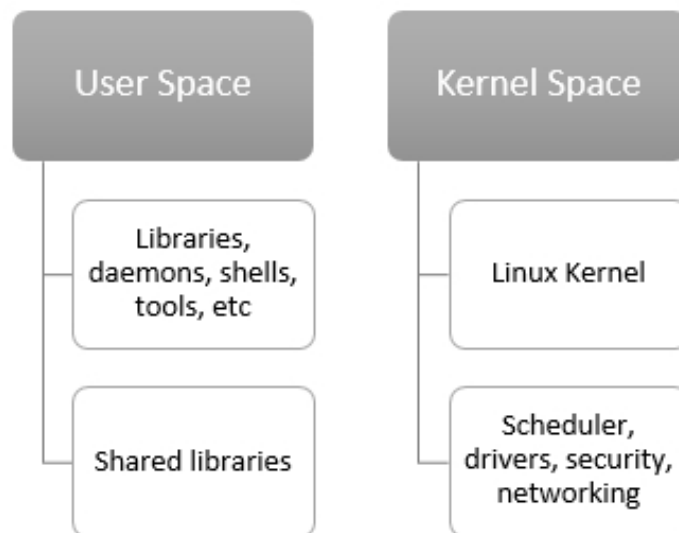 User Space
Libraries,
daemons, shells,
tools, etc
Shared libraries
Kernel Space
Linux Kernel
Scheduler,
drivers, security,
networking